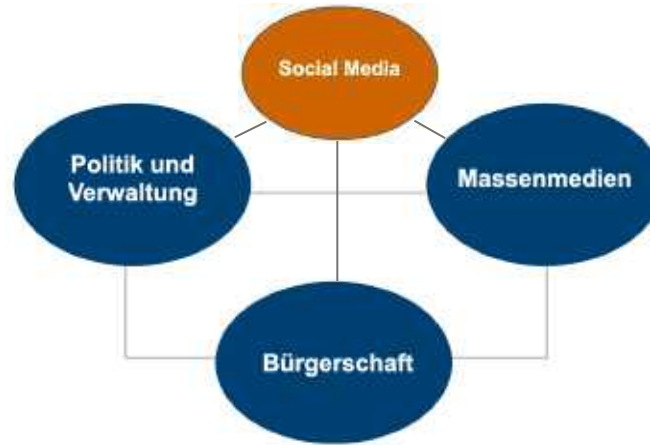 Social Media
Politik und
Verwaltung
Massenmedien
Bürgerschaft